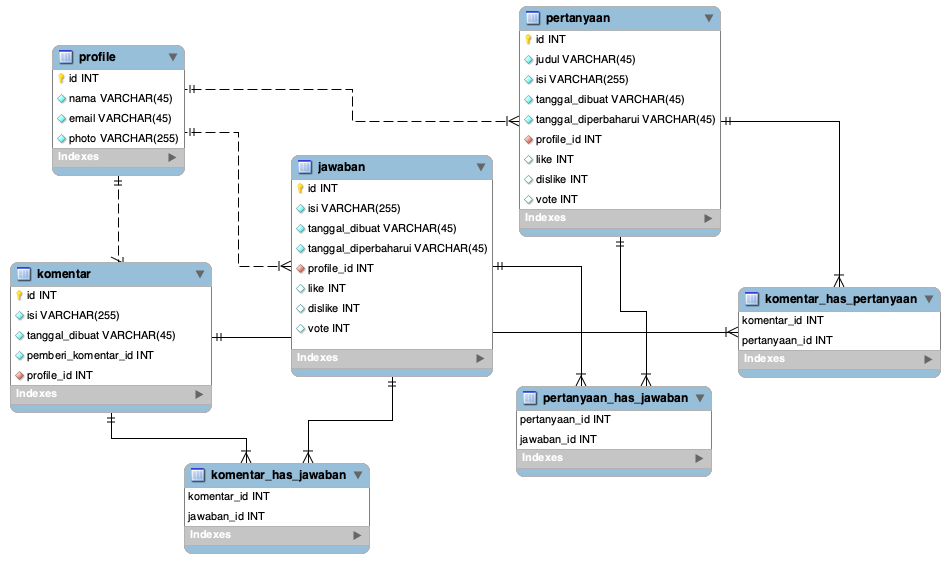 profile
id INT
nama VARCHAR(45)
email VARCHAR(45)
photo VARCHAR(255)
Indexes
pertanyaan
id INT
judul VARCHAR(45)
isi VARCHAR(255)
tanggal_dibuat VARCHAR(45)
tanggal_diperbaharui VARCHAR(45)
profile_id INT
like INT
dislike INT
vote INT
Indexes
jawaban
id INT
isi VARCHAR(255)
tanggal_dibuat VARCHAR(45)
tanggal_diperbaharui VARCHAR(45)
profile_id INT
like INT
dislike INT
vote INT
Indexes
komentar
id INT
isi VARCHAR(255)
tanggal_dibuat VARCHAR(45)
pemberi_komentar_id INT
profile_id INT
Indexes
komentar_has_pertanyaan
komentar_id INT
pertanyaan_id INT
Indexes
pertanyaan_has_jawaban
pertanyaan_id INT
jawaban_id INT
Indexes
komentar_has_jawaban
komentar_id INT
jawaban_id INT
Indexes